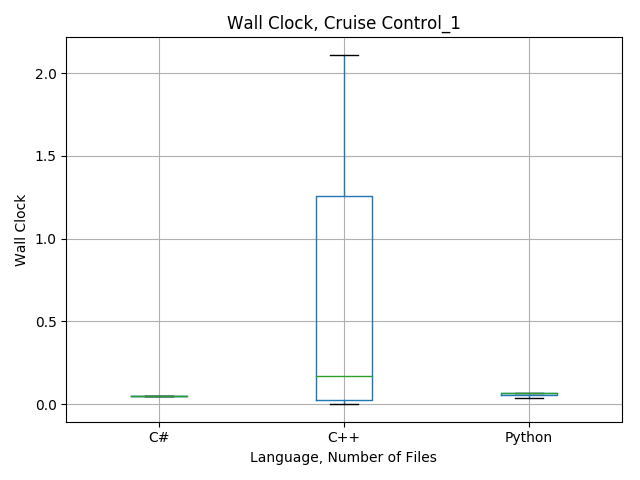 Wall Clock, Cruise Control_1
2.0
1.5
1.0
0.5
0.0
Wall Clock
C#
C++
Python
Language, Number of Files